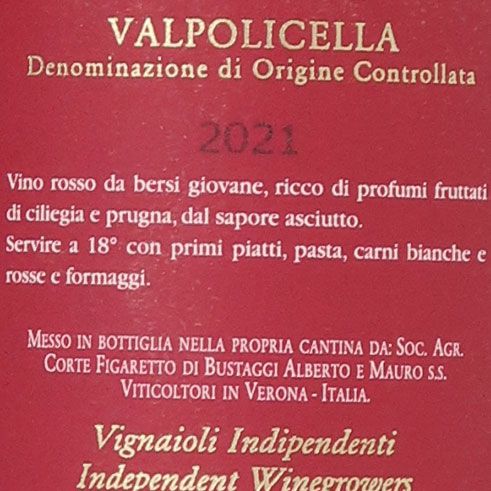 VALPOLICELLA
Denominazione di Origine Controllata
2021
Vino rosso da bersi giovane, ricco di profumi fruttati
di ciliegia e prugna, dal sapore asciutto.
Servire a 18° con primi piatti, pasta, carni bianche e
rosse e formaggi.
MESSO IN BOTTIGLIA NELLA PROPRIA CANTINA DA: SOC. AGR.
CORTE FIGARETTO DI BUSTAGGI ALBERTO E MAURO S.S.
VITICOLTORI IN VERONA - ITALIA.
Vignaioli Indipendenti
Independent Winegrowers